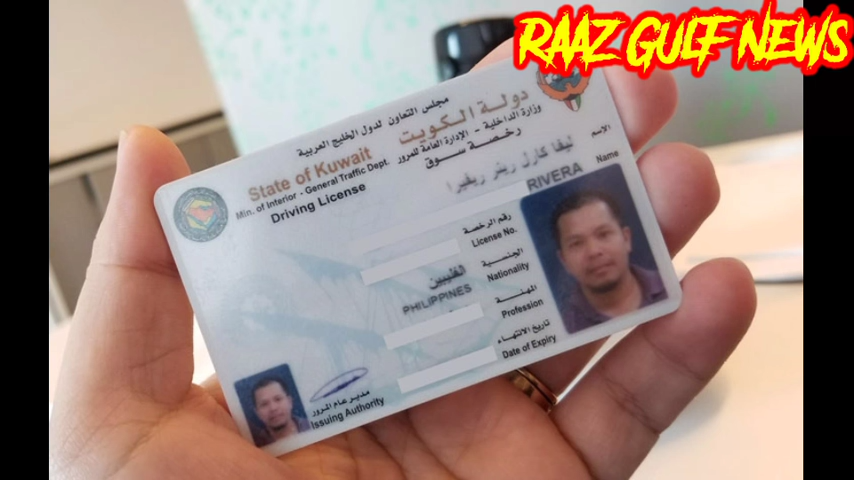 RAAZ GULF NEWS
مجلس التعاون لدول الخليج العربية
دولة الكويت
وزارة الداخلية - الإدارة العامة للمرور
رخصة سوق
State of Kuwait
Min. of Interior - General Traffic Dept.
Driving License
الاسم
Name
ريفيرا
RIVERA
رقم الرخصة
License No.
الجنسية
Nationality
الفلبين
PHILIPPINES
المهنة
Profession
تاريخ الانتهاء
Date of Expiry
مدير عام المرور
Issuing Authority